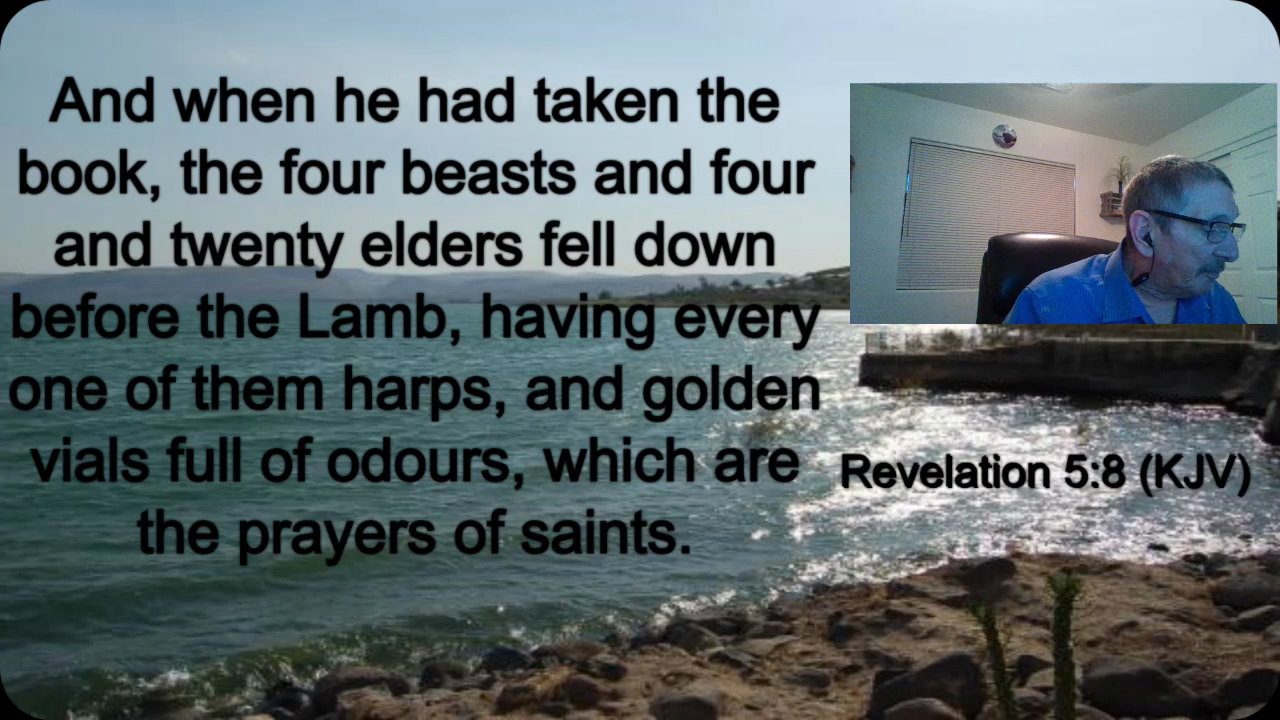 And when he had taken the
book, the four beasts and four
and twenty elders fell down
before the Lamb, having every
one of them harps, and golden
vials full of odours, which are
the prayers of saints.
Revelation 5:8 (KJV)